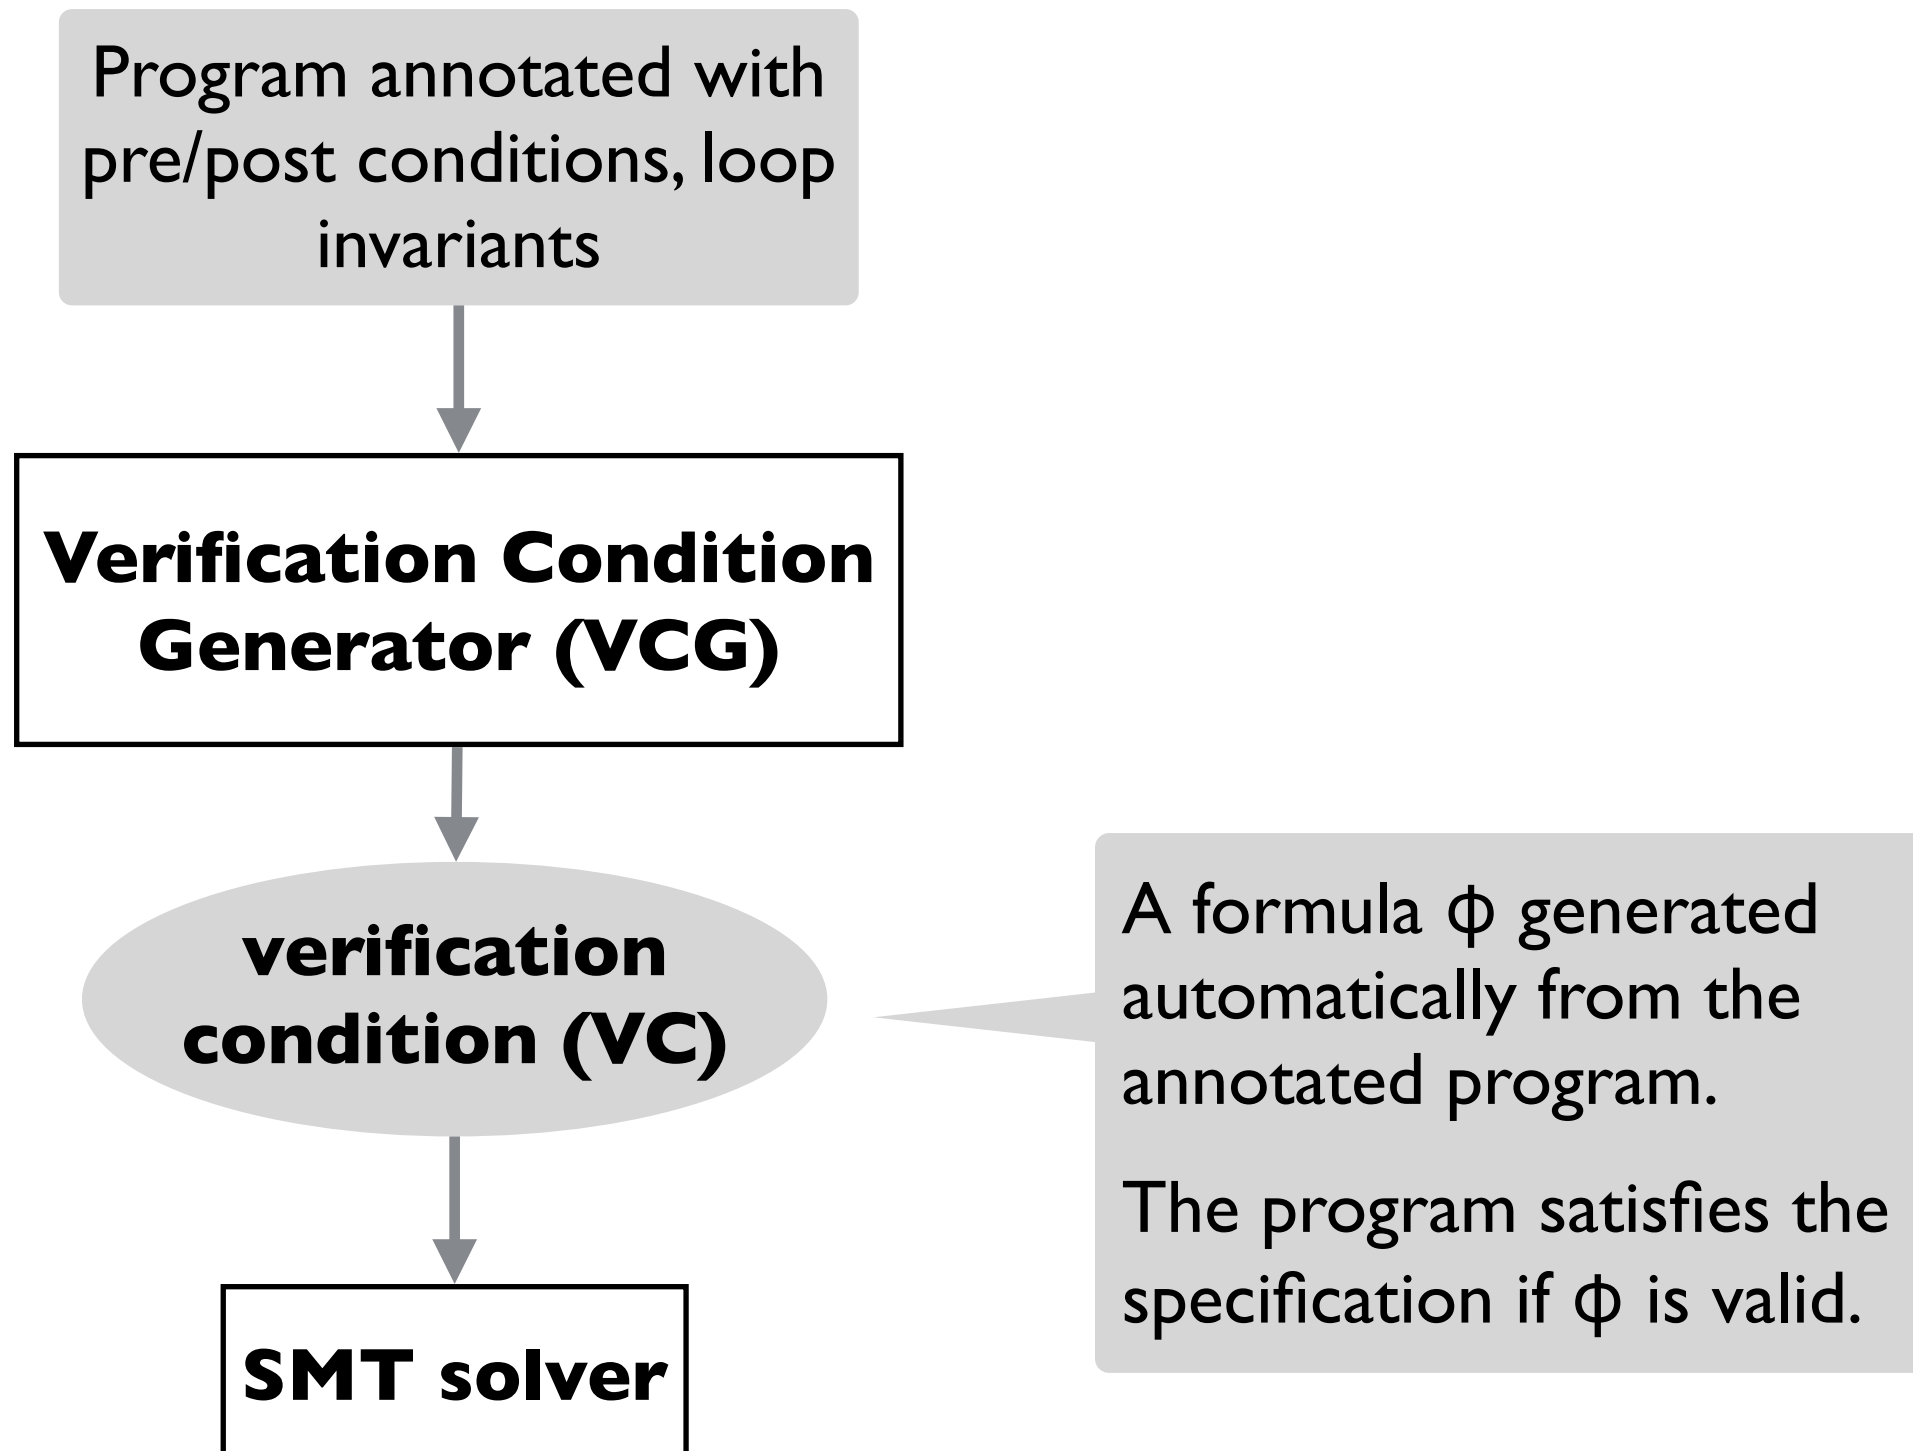 Program annotated with
pre/post conditions, loop
invariants
Verification Condition
Generator (VCG)
verification
condition (VC)
A formula φ generated
automatically from the
annotated program.
The program satisfies the
specification if φ is valid.
SMT solver